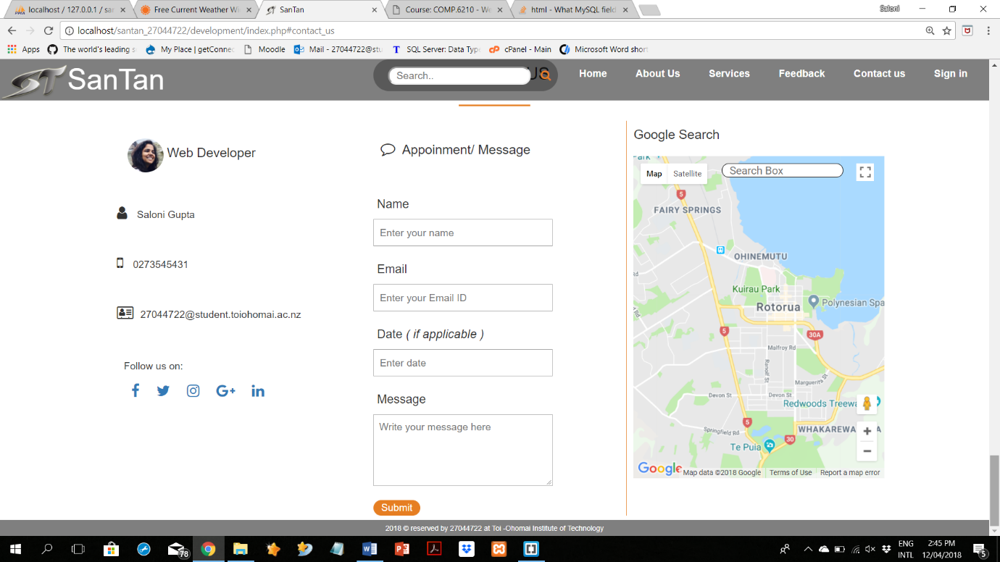 localhost / 127.0.0.1 / sa
Free Current Weather Wi
SanTan
Course: COMP.6210 - We
html - What MySQL field
Saloni
localhost/santan_27044722/development/index.php#contact_us
Apps
The world's leading s
My Place | getConnec
Moodle
Mail - 27044722@stu
SQL Server: Data Type
cPanel - Main
Microsoft Word short
ST SanTan
Search..
US
Home
About Us
Services
Feedback
Contact us
Sign in
Web Developer
Saloni Gupta
0273545431
27044722@student.toiohomai.ac.nz
Follow us on:
Appoinment/ Message
Name
Enter your name
Email
Enter your Email ID
Date ( if applicable )
Enter date
Message
Write your message here
Submit
Google Search
Park
Map
Satellite
Search Box
5
FAIRY SPRINGS
OHINEMUTU
Kuirau Park
Polynesian Spa
Rotorua
5
30A
Malfroy Rd
Ranolf St
Marguerita St
Devon St
Devon St
Redwoods Treewa
5
Springfield Rd
WHAKAREWA
30
Te Puia
Google
Map data ©2018 Google
Terms of Use
Report a map error
2018 © reserved by 27044722 at Toi -Ohomai Institute of Technology
78
ENG
INTL
2:45 PM
12/04/2018
5